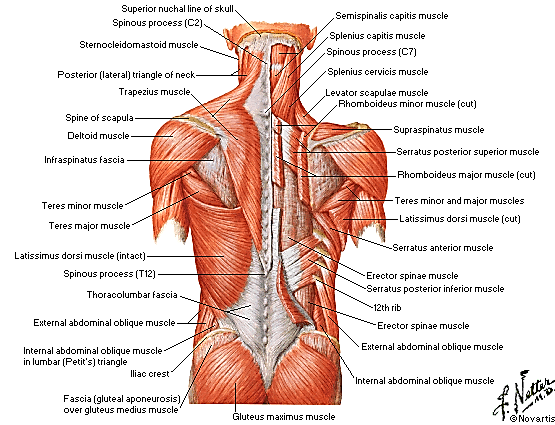 Superior nuchal line of skull
Spinous process (C2)
Sternocleidomastoid muscle
Posterior (lateral) triangle of neck
Trapezius muscle
Spine of scapula
Deltoid muscle
Infraspinatus fascia
Teres minor muscle
Teres major muscle
Latissimus dorsi muscle (intact)
Spinous process (T12)
Thoracolumbar fascia
External abdominal oblique muscle
Internal abdominal oblique muscle
in lumbar (Petit's) triangle
Iliac crest
Fascia (gluteal aponeurosis)
over gluteus medius muscle
Gluteus maximus muscle
Semispinalis capitis muscle
Splenius capitis muscle
Spinous process (C7)
Splenius cervicis muscle
Levator scapulae muscle
Rhomboideus minor muscle (cut)
Supraspinatus muscle
Serratus posterior superior muscle
Rhomboideus major muscle (cut)
Teres minor and major muscles
Latissimus dorsi muscle (cut)
Serratus anterior muscle
Erector spinae muscle
Serratus posterior inferior muscle
12th rib
Erector spinae muscle
External abdominal oblique muscle
Internal abdominal oblique muscle
F. Netter
M.D.
© Novartis